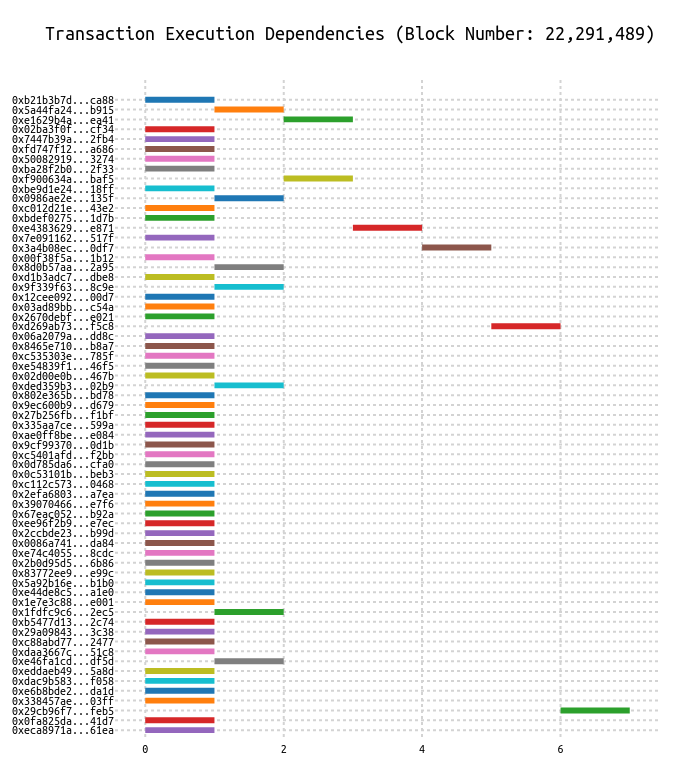 Transaction Execution Dependencies (Block Number: 22,291,489)
0xb21b3b7d...ca88
0x5a44fa24...b915
0xe1629b4a...ea41
0x02ba3f0f...cf34
0x7447b39a...2fb4
0xfd747f12...a686
0x50082919...3274
0xba28f2b0...2f33
0xf900634a...baf5
0xbe9d1e24...18ff
0x0986ae2e...135f
0xc012d21e...43e2
0xbdef0275...1d7b
0xe4383629...e871
0x7e091162...517f
0x3a4b08ec...0df7
0x00f38f5a...1b12
0x8d0b57aa...2a95
0xd1b3adc7...dbe8
0x9f339f63...8c9e
0x12cee092...00d7
0x03ad89bb...c54a
0x2670debf...e021
0xd269ab73...f5c8
0x06a2079a...dd8c
0x8465e710...b8a7
0xc535303e...785f
0xe54839f1...46f5
0x02d00e0b...467b
0xded359b3...02b9
0x802e365b...bd78
0x9ec600b9...d679
0x27b256fb...f1bf
0x335aa7ce...599a
0xae0ff8be...e084
0x9cf99370...0d1b
0xc5401afd...f2bb
0x0d785da6...cfa0
0x0c53101b...beb3
0xc112c573...0468
0x2efa6803...a7ea
0x39070466...e7f6
0x67eac052...b92a
0xee96f2b9...e7ec
0x2ccbde23...b99d
0x0086a741...da84
0xe74c4055...8cdc
0x2b0d95d5...6b86
0x83772ee9...e99c
0x5a92b16e...b1b0
0xe44de8c5...a1e0
0x1e7e3c88...e001
0x1fdfc9c6...2ec5
0xb5477d13...2c74
0x29a09843...3c38
0xc88abd77...2477
0xdaa3667c...51c8
0xe46fa1cd...df5d
0xeddaeb49...5a8d
0xdac9b583...f058
0xe6b8bde2...da1d
0x338457ae...03ff
0x29cb96f7...feb5
0x0fa825da...41d7
0xeca8971a...61ea
0 2 4 6